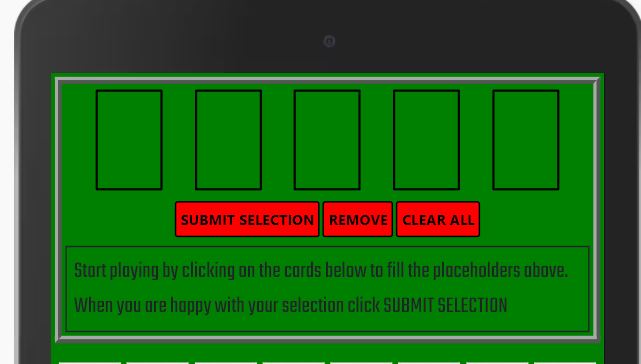 SUBMIT SELECTION REMOVE CLEAR ALL
Start playing by clicking on the cards below to fill the placeholders above.
When you are happy with your selection click SUBMIT SELECTION